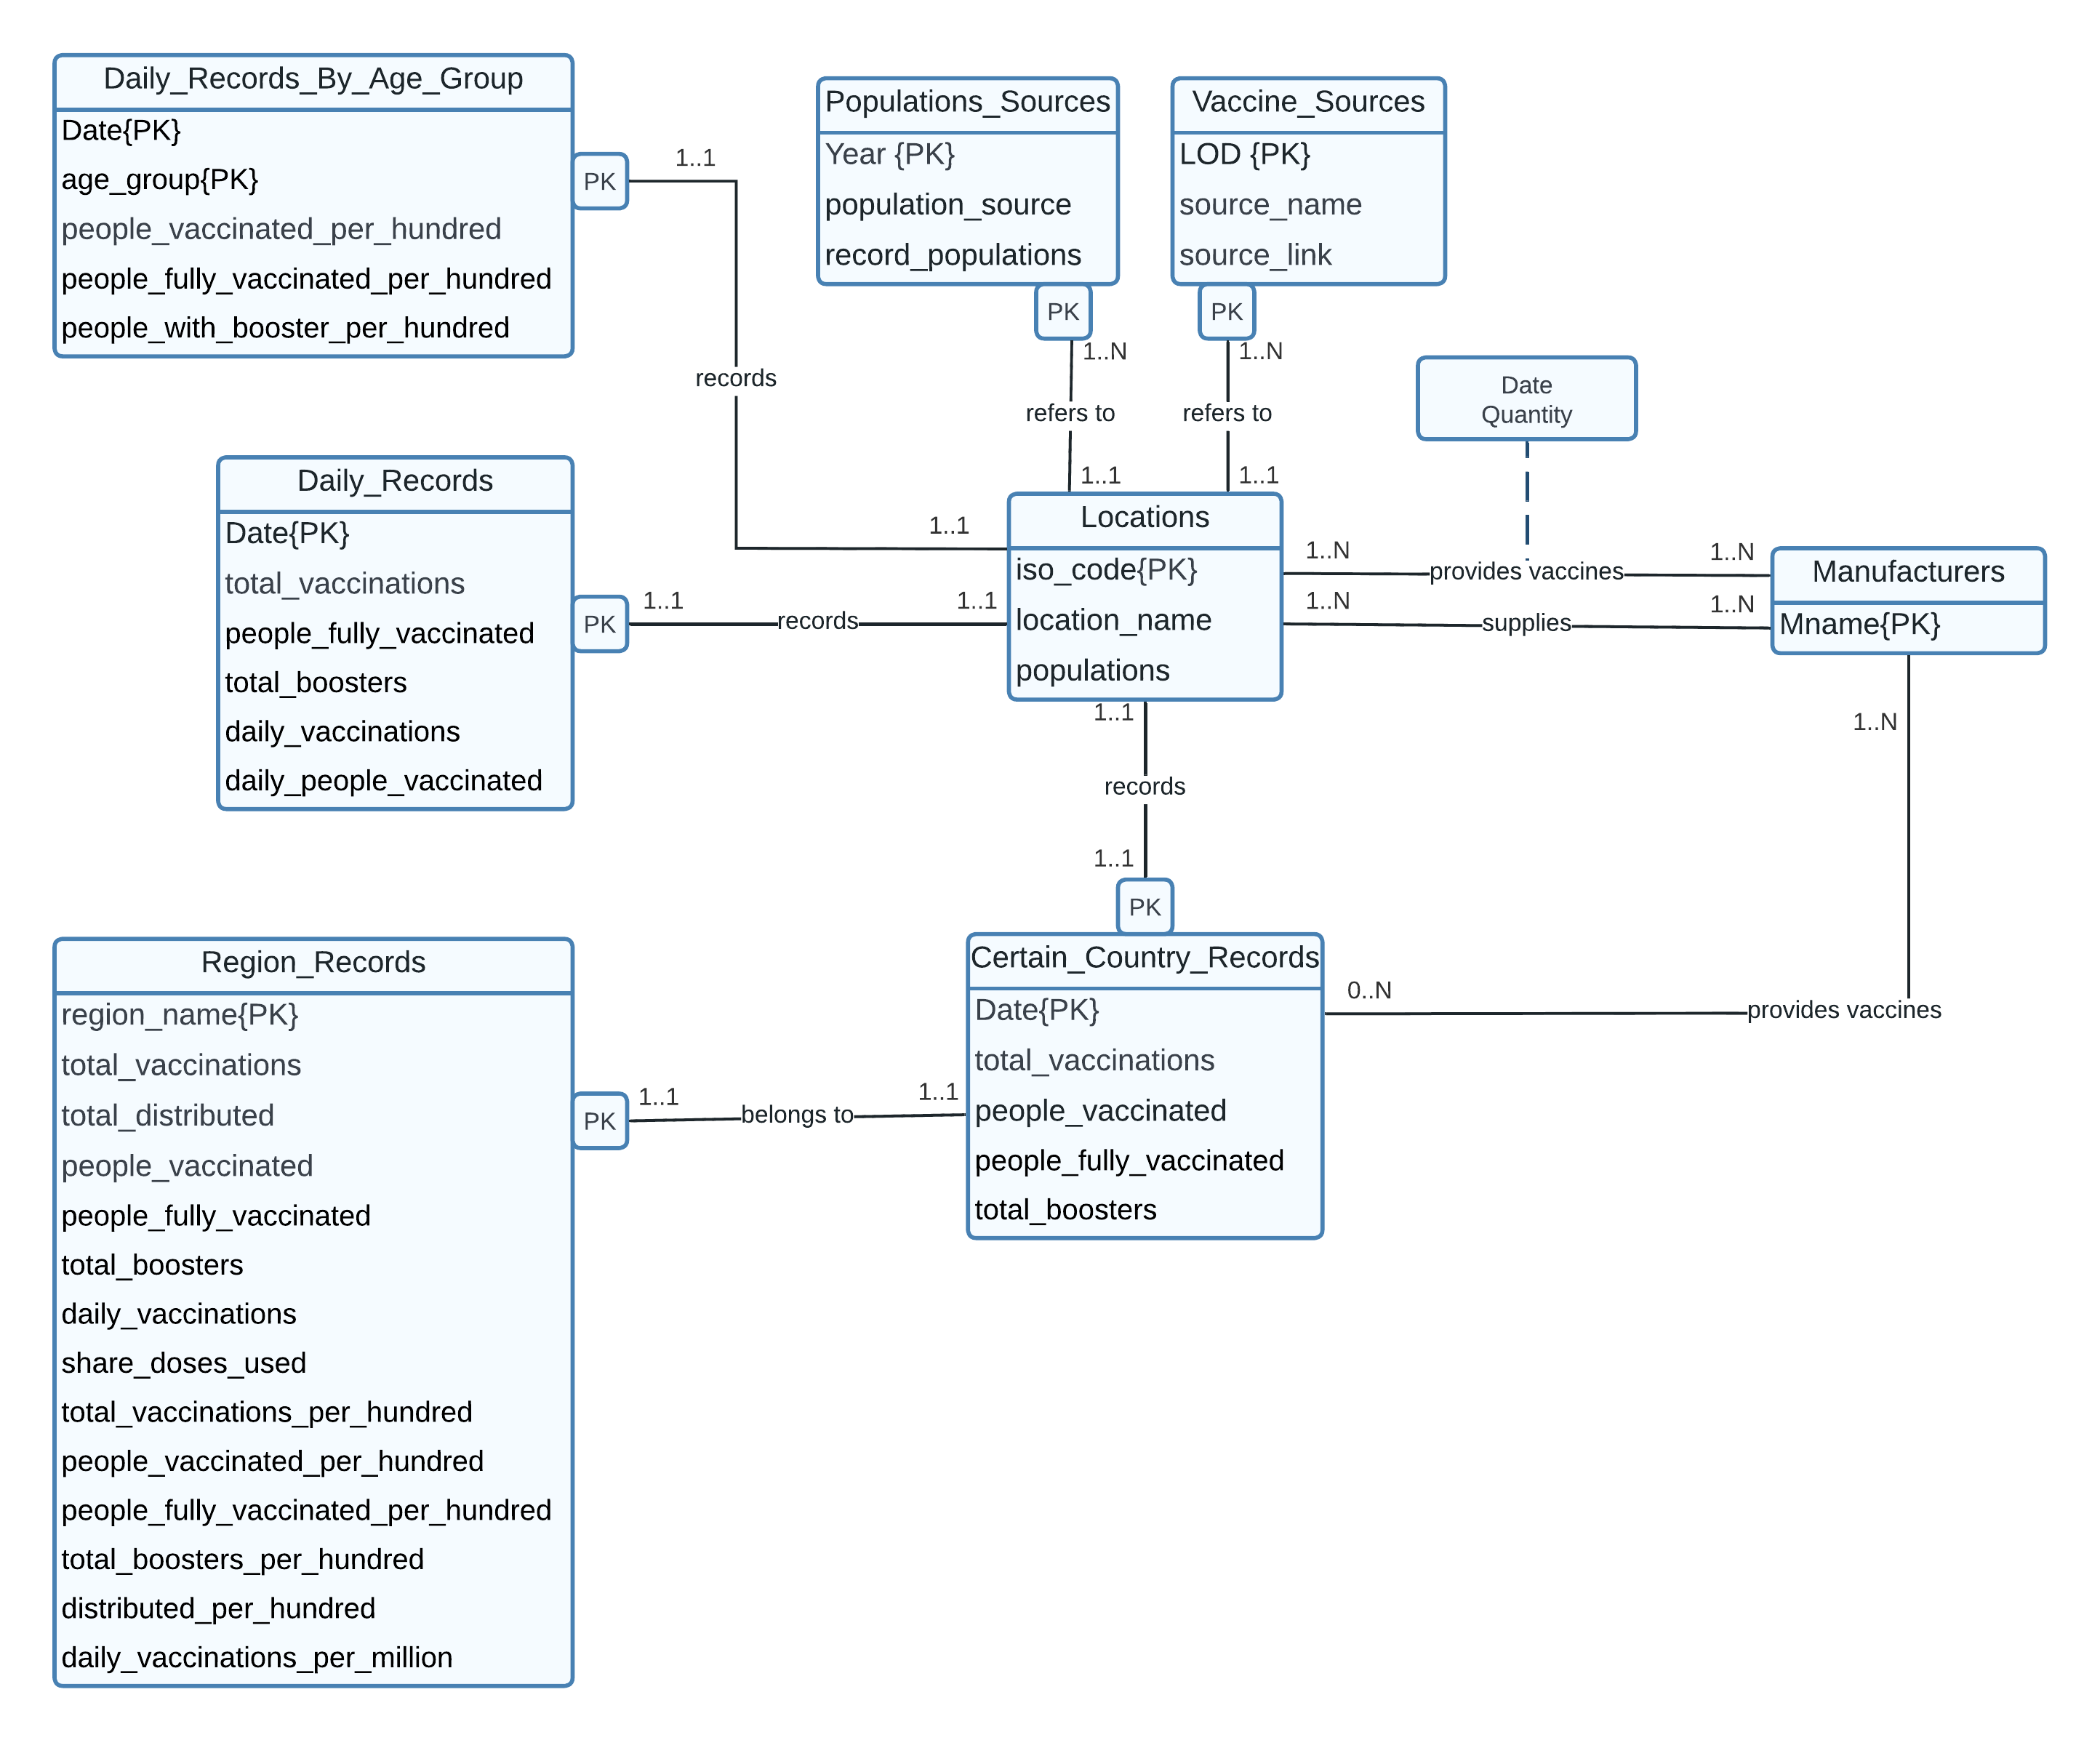 Daily_Records_By_Age_Group
Date{PK}
age_group{PK}
people_vaccinated_per_hundred
people_fully_vaccinated_per_hundred
people_with_booster_per_hundred
PK
1..1
records
1..1
Populations_Sources
Year {PK}
population_source
record_populations
PK
1..N
refers to
1..1
Vaccine_Sources
LOD {PK}
source_name
source_link
PK
1..N
refers to
1..1
Date
Quantity
Daily_Records
Date{PK}
total_vaccinations
people_fully_vaccinated
total_boosters
daily_vaccinations
daily_people_vaccinated
PK
1..1
records
1..1
Locations
iso_code{PK}
location_name
populations
1..N
provides vaccines
1..N
1..N
supplies
1..N
Manufacturers
Mname{PK}
1..1
records
1..1
PK
1..N
provides vaccines
0..N
Certain_Country_Records
Date{PK}
total_vaccinations
people_vaccinated
people_fully_vaccinated
total_boosters
Region_Records
region_name{PK}
total_vaccinations
total_distributed
people_vaccinated
people_fully_vaccinated
total_boosters
daily_vaccinations
share_doses_used
total_vaccinations_per_hundred
people_vaccinated_per_hundred
people_fully_vaccinated_per_hundred
total_boosters_per_hundred
distributed_per_hundred
daily_vaccinations_per_million
PK
1..1
belongs to
1..1